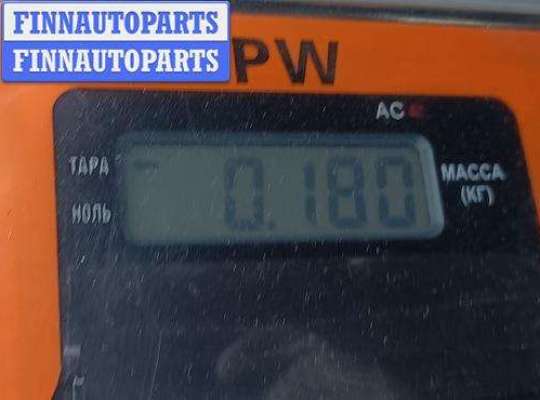 FINNAUTOPARTS
FINNAUTOPARTS
PW
AC
ТАРА
0.180
МАССА
(КГ)
НОЛЬ